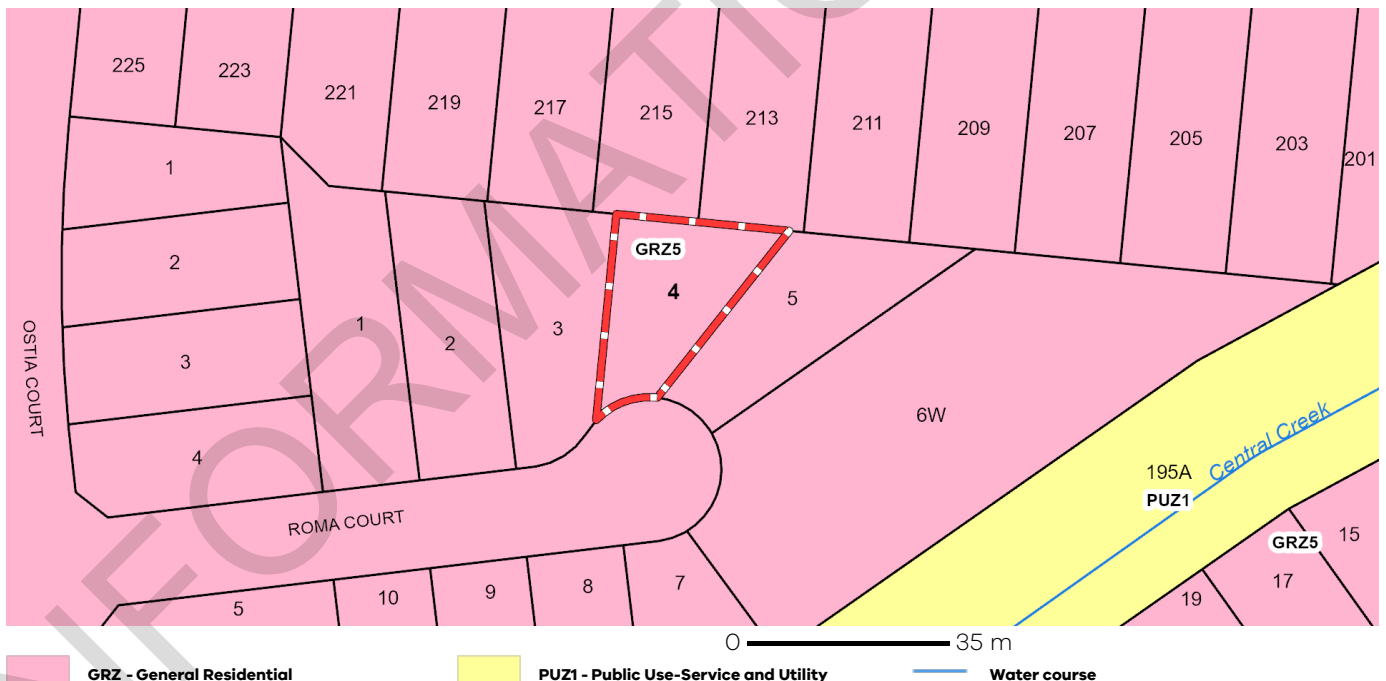 225
223
221
219
217
215
213
211
209
207
205
203
201
1
2
3
4
OSTIA COURT
1
2
3
GRZ5
4
5
6W
195A
PUZ1
Central Creek
GRZ5
15
17
19
ROMA COURT
5
10
9
8
7
0 35 m
GRZ - General Residential
PUZ1 - Public Use-Service and Utility
Water course